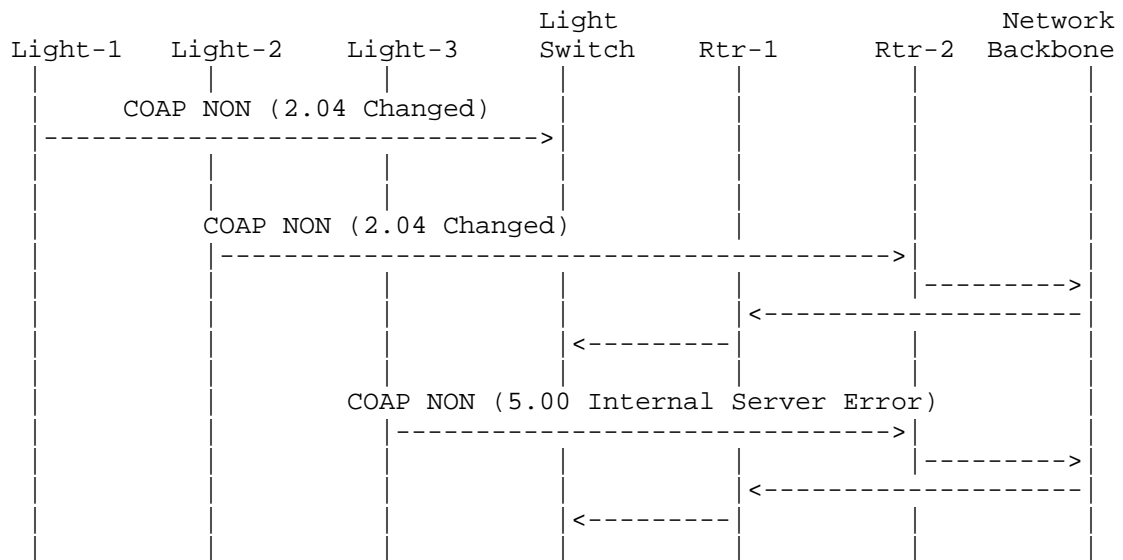 Light Network
Light-1 Light-2 Light-3 Switch Rtr-1 Rtr-2 Backbone
COAP NON (2.04 Changed)
COAP NON (2.04 Changed)
COAP NON (5.00 Internal Server Error)